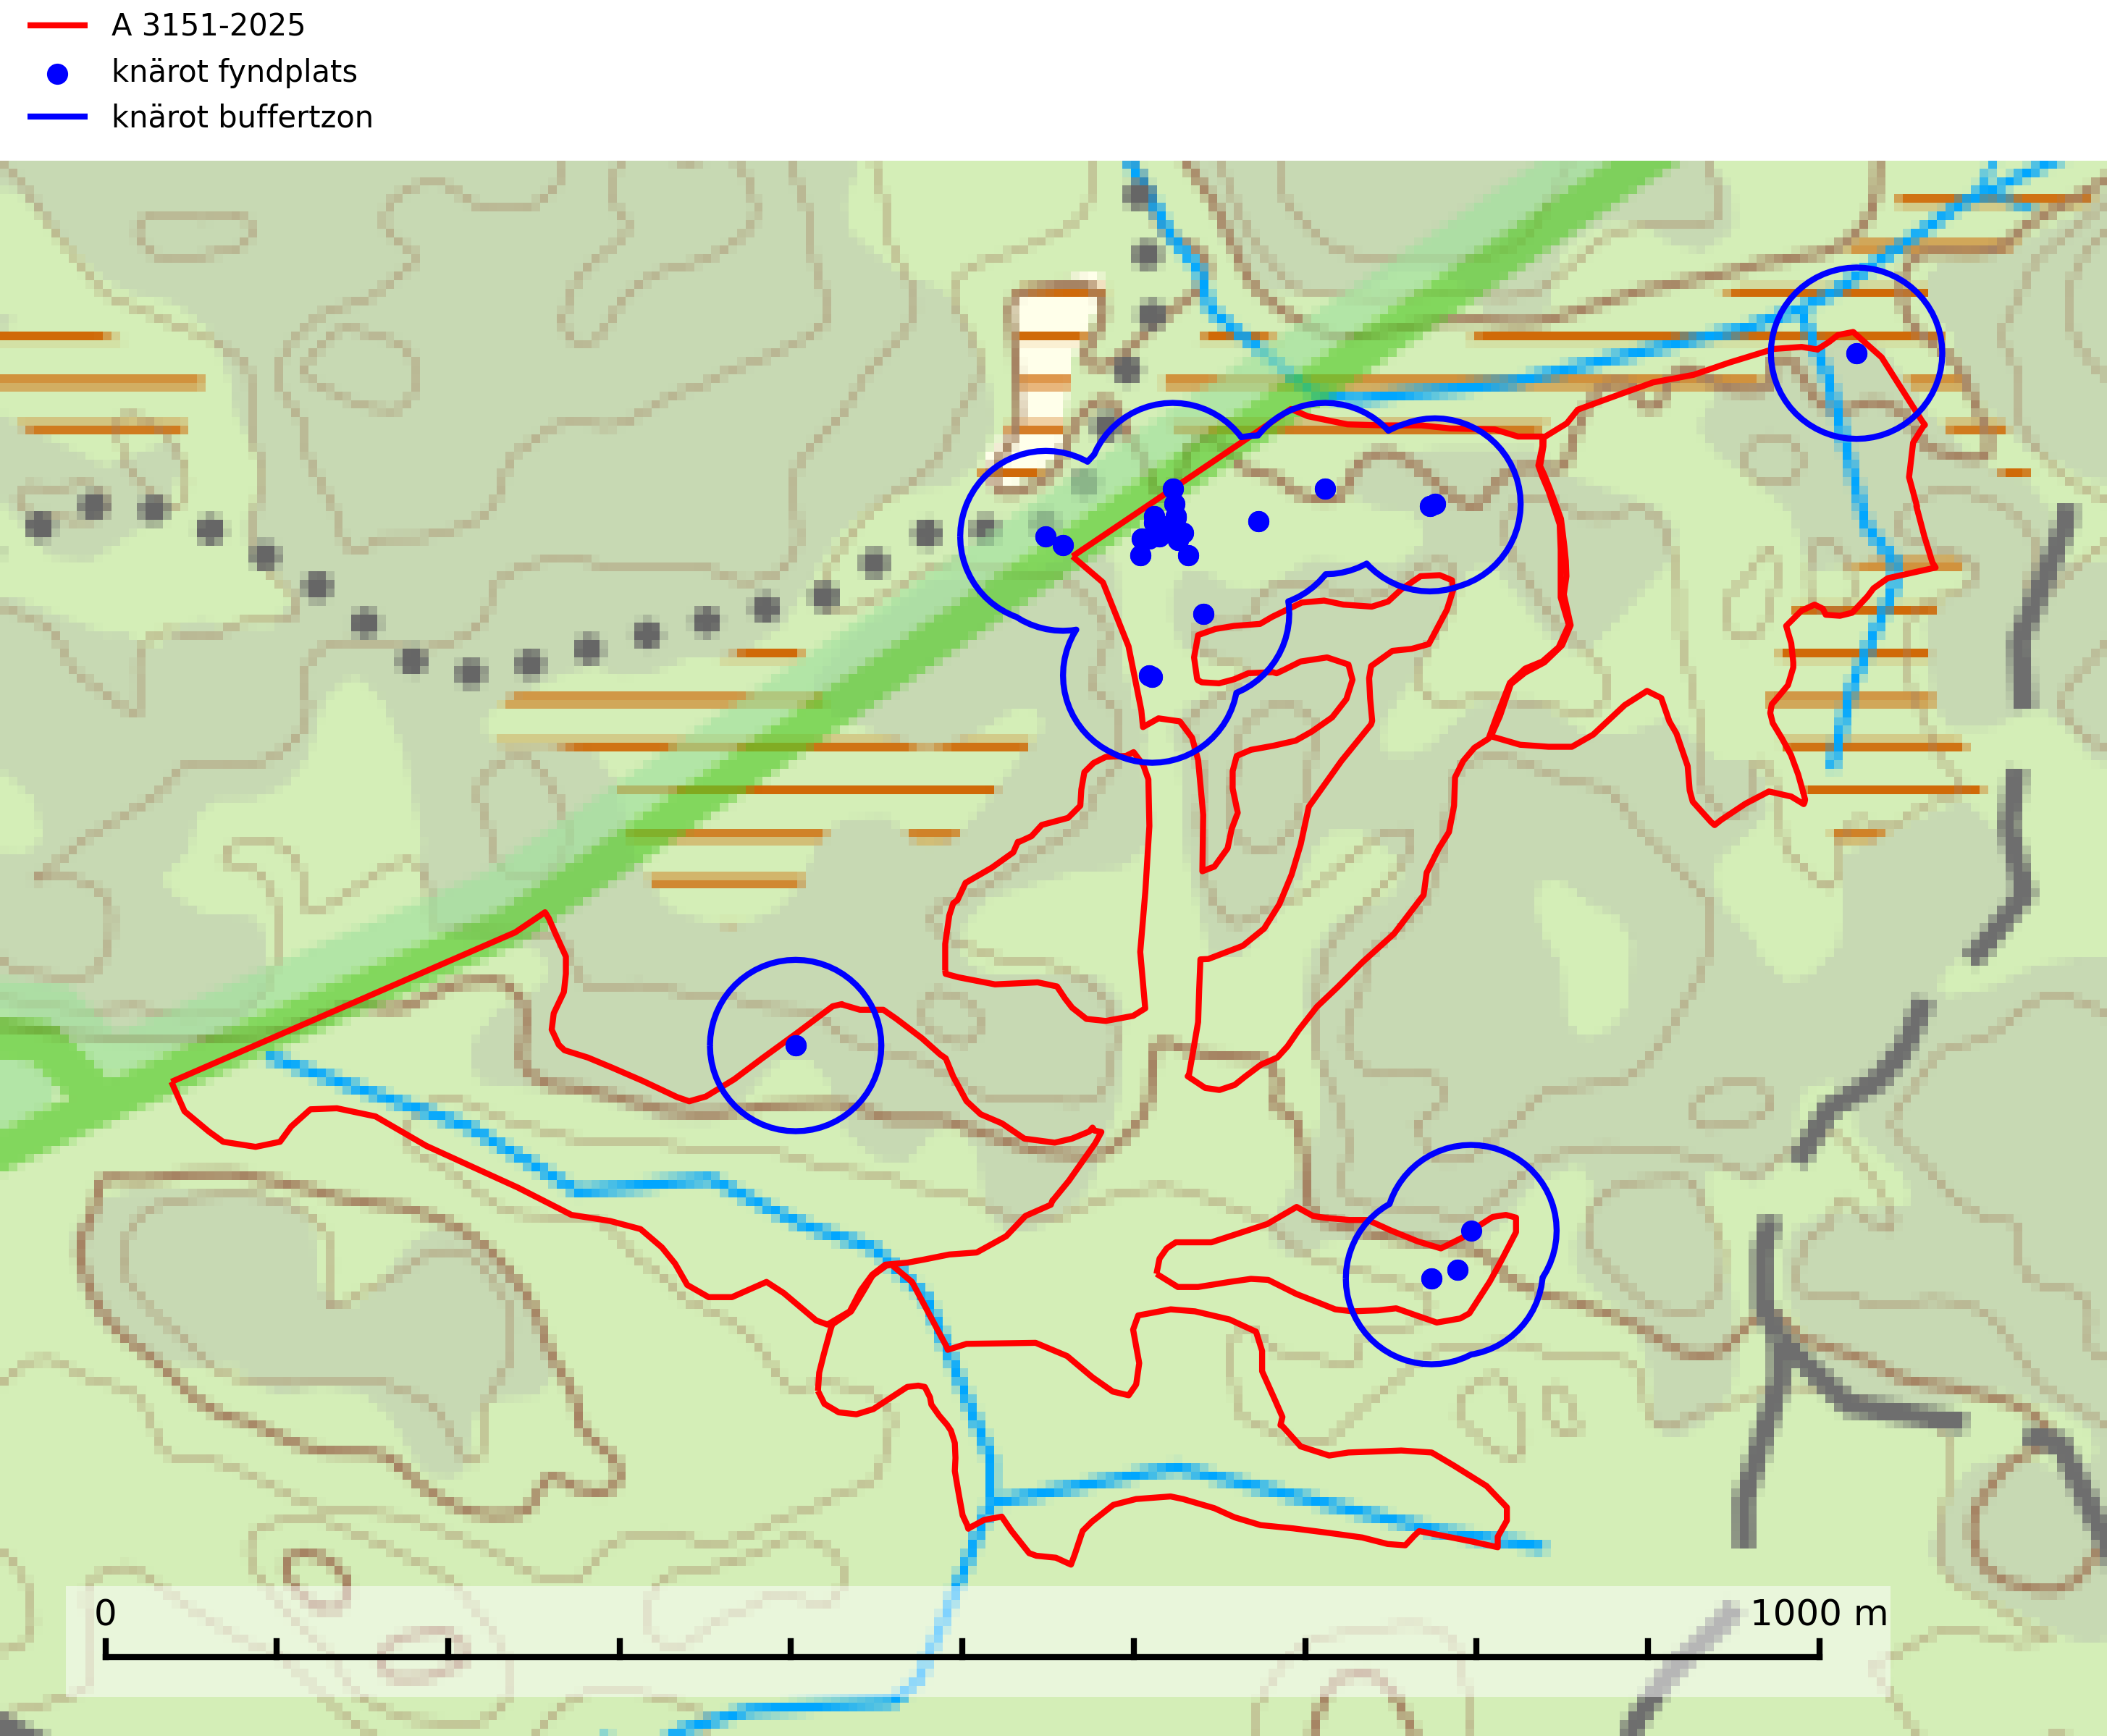 A 3151-2025
knärot fyndplats
knärot buffertzon
0
1000 m